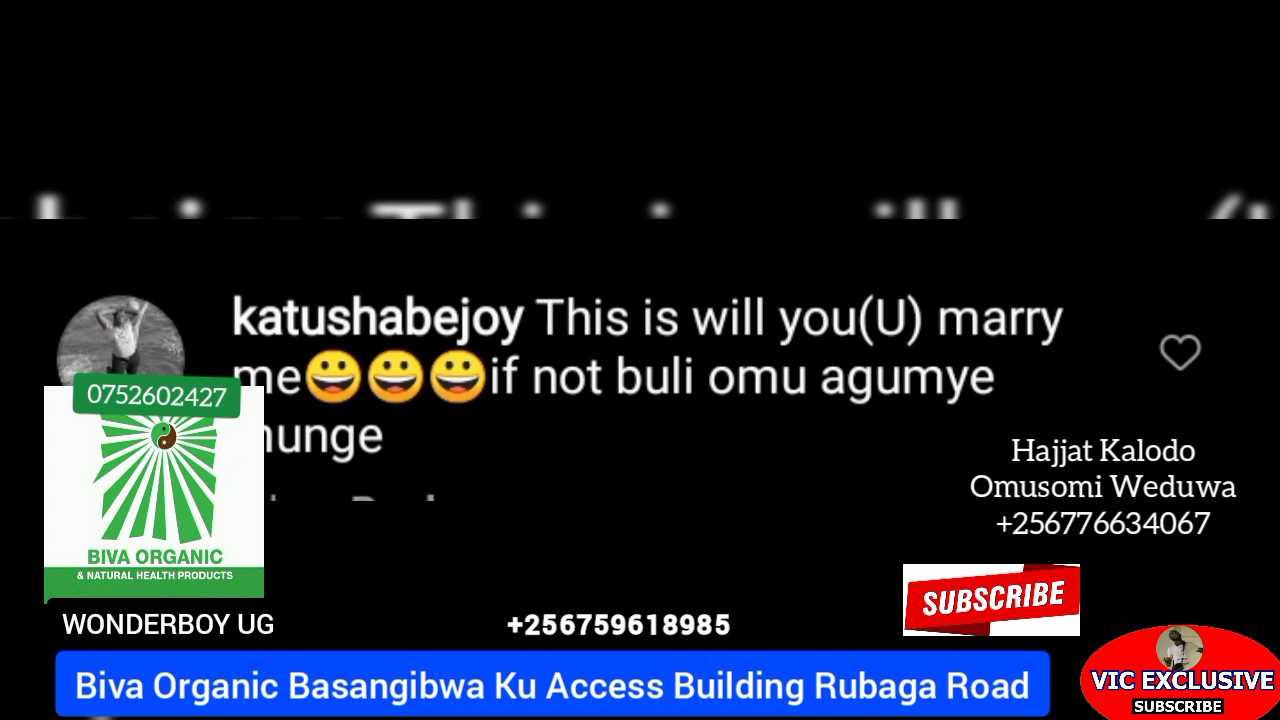 katushabejoy This is will you(U) marry
me😀😀😀if not buli omu agumye
0752602427
Hajjat Kalodo
Omusomi Weduwa
+256776634067
BIVA ORGANIC
& NATURAL HEALTH PRODUCTS
SUBSCRIBE
WONDERBOY UG
+256759618985
Biva Organic Basangibwa Ku Access Building Rubaga Road
VIC EXCLUSIVE
SUBSCRIBE